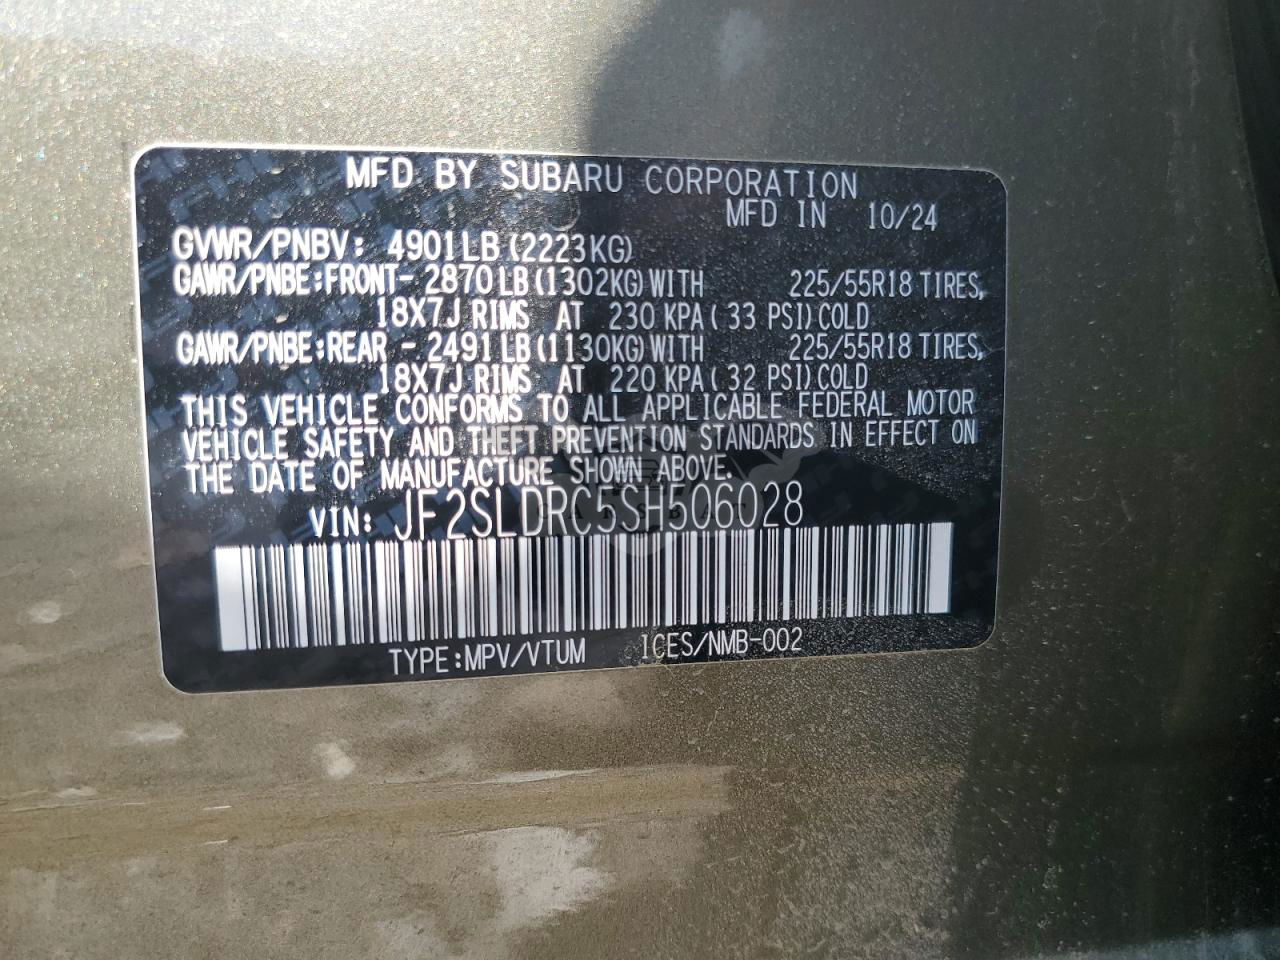 MFD BY SUBARU CORPORATION
MFD IN 10/24
GVWR/PNBV: 4901LB(2223KG)
GAWR/PNBE:FRONT- 2870LB(1302KG)WITH 225/55R18 TIRES,
18X7J RIMS AT 230 KPA(33 PSI)COLD
GAWR/PNBE:REAR - 2491LB(1130KG)WITH 225/55R18 TIRES,
18X7J RIMS AT 220 KPA(32 PSI)COLD
THIS VEHICLE CONFORMS TO ALL APPLICABLE FEDERAL MOTOR
VEHICLE SAFETY AND THEFT PREVENTION STANDARDS IN EFFECT ON
THE DATE OF MANUFACTURE SHOWN ABOVE.
VIN: JF2SLDRC5SH506028
TYPE:MPV/VTUM ICES/NMB-002